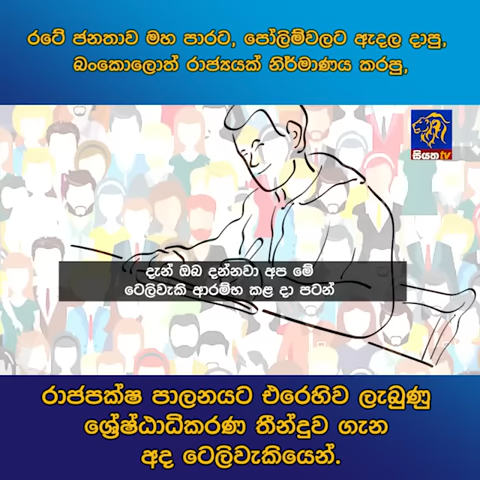 රටේ ජනතාව මහ පාරට, පෝලිම්වලට ඇදල දාපු,
බංකොලොත් රාජ්‍යයක් නිර්මාණය කරපු,
සියත tv
දැන් ඔබ දන්නවා අප මේ
ටෙලිවැකි ආරම්භ කළ දා පටන්
රාජපක්ෂ පාලනයට එරෙහිව ලැබුණු
ශ්‍රේෂ්ඨාධිකරණ තීන්දුව ගැන
අද ටෙලිවැකියෙන්.